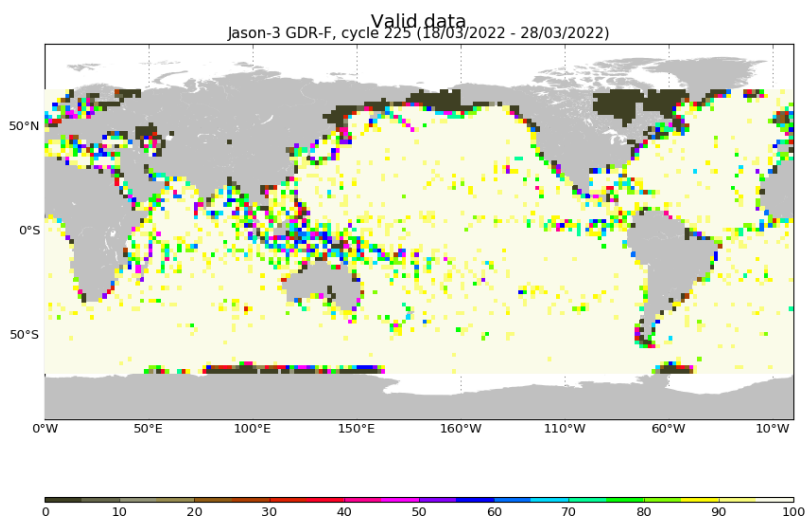 Valid data
Jason-3 GDR-F, cycle 225 (18/03/2022 - 28/03/2022)
50°N
0°S
50°S
0°W 50°E 100°E 150°E 160°W 110°W 60°W 10°W
0 10 20 30 40 50 60 70 80 90 100